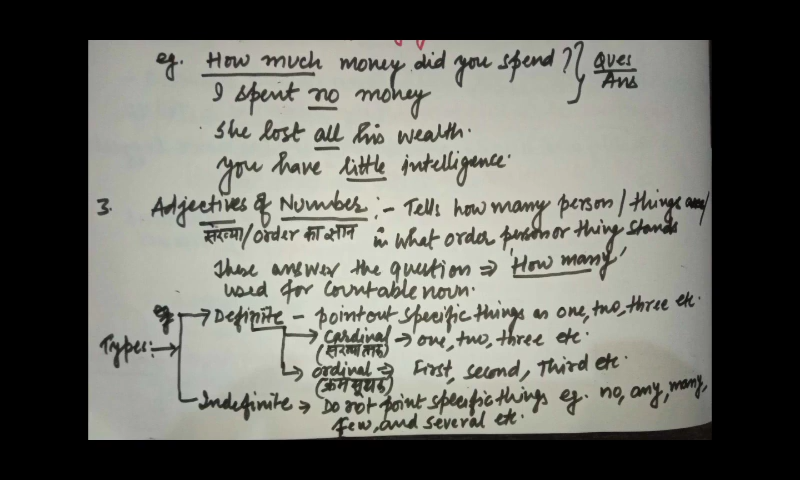 eg. How much money did you spend? Ques
I spent no money Ans
She lost all his wealth.
You have little intelligence.
3. Adjectives of Number :- Tells how many person / things are/
संख्या/order का ज्ञान in what order person or thing stands
These answer the question ⇒ 'How many'
used for Countable noun.
eg → Definite - point out specific things as one, two, three etc.
Types: → → Cardinal → one, two, three etc.
→ ordinal ⇒ First, second, Third etc.
Indefinite ⇒ Do not point specific things eg. no, any, many,
few, and several etc.